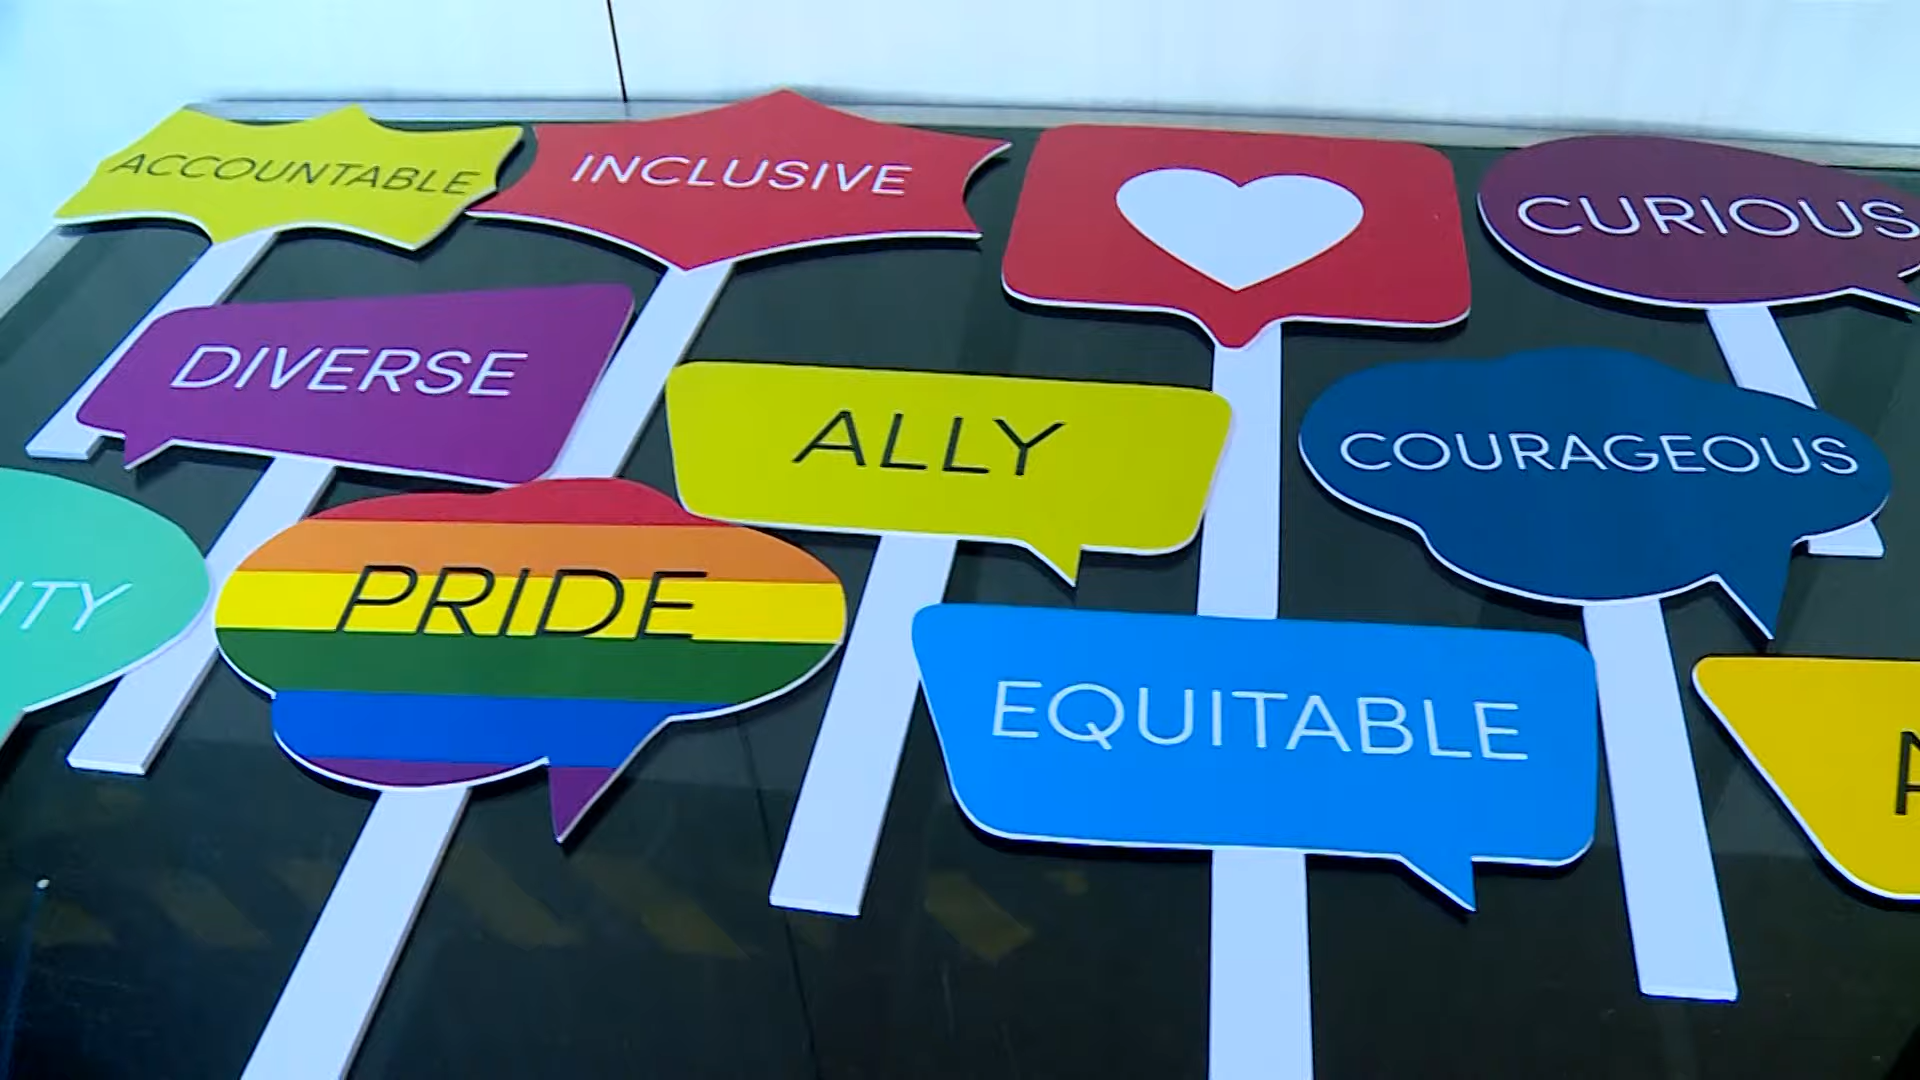 ACCOUNTABLE
INCLUSIVE
CURIOUS
DIVERSE
ALLY
COURAGEOUS
PRIDE
EQUITABLE